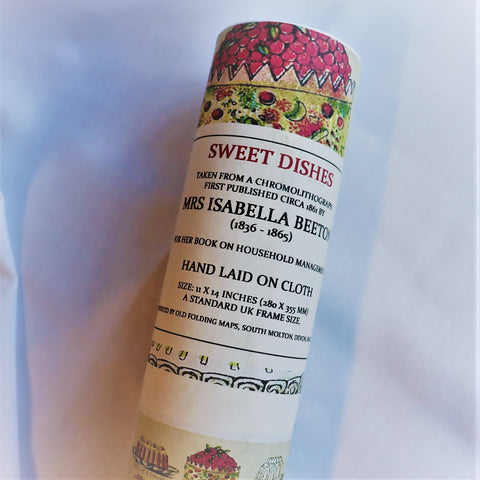 SWEET DISHES
TAKEN FROM A CHROMOLITHOGRAPH
FIRST PUBLISHED CIRCA 1861 BY
MRS ISABELLA BEETON
(1836 - 1865)
FOR HER BOOK ON HOUSEHOLD MANAGEMENT
HAND LAID ON CLOTH
SIZE: 11 X 14 INCHES (280 X 355 MM)
A STANDARD UK FRAME SIZE.
BY OLD FOLDING MAPS, SOUTH MOLTON, DEVON,